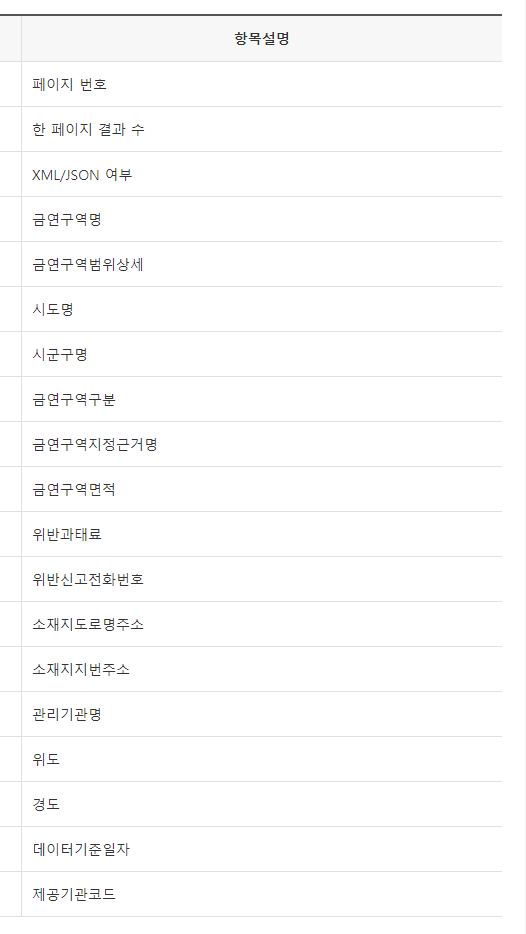 항목설명
페이지 번호
한 페이지 결과 수
XML/JSON 여부
금연구역명
금연구역범위상세
시도명
시군구명
금연구역구분
금연구역지정근거명
금연구역면적
위반과태료
위반신고전화번호
소재지도로명주소
소재지지번주소
관리기관명
위도
경도
데이터기준일자
제공기관코드